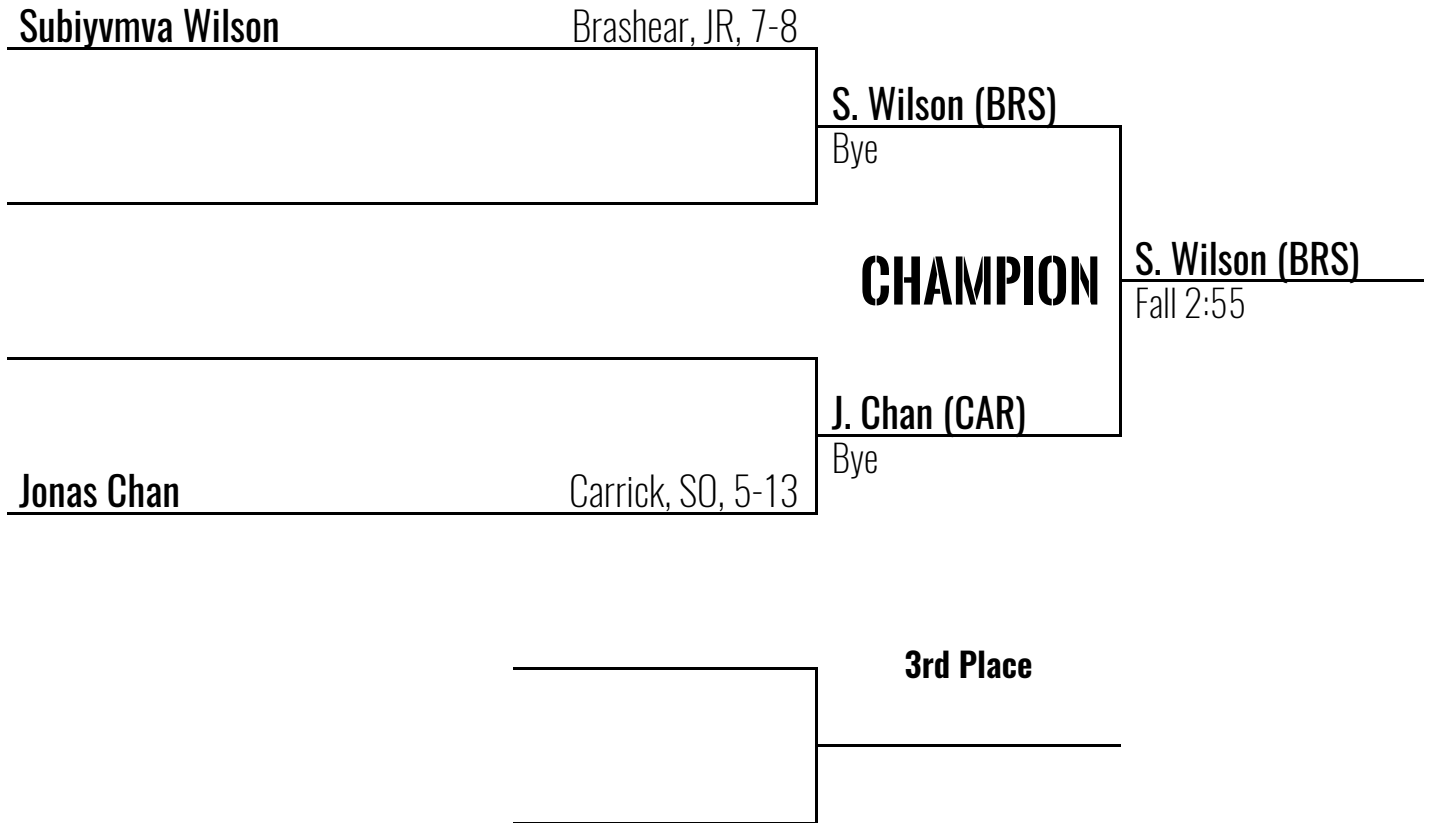 Subiyvmva Wilson Brashear, JR, 7-8
S. Wilson (BRS)
Bye
CHAMPION
S. Wilson (BRS)
Fall 2:55
J. Chan (CAR)
Bye
Jonas Chan Carrick, SO, 5-13
3rd Place